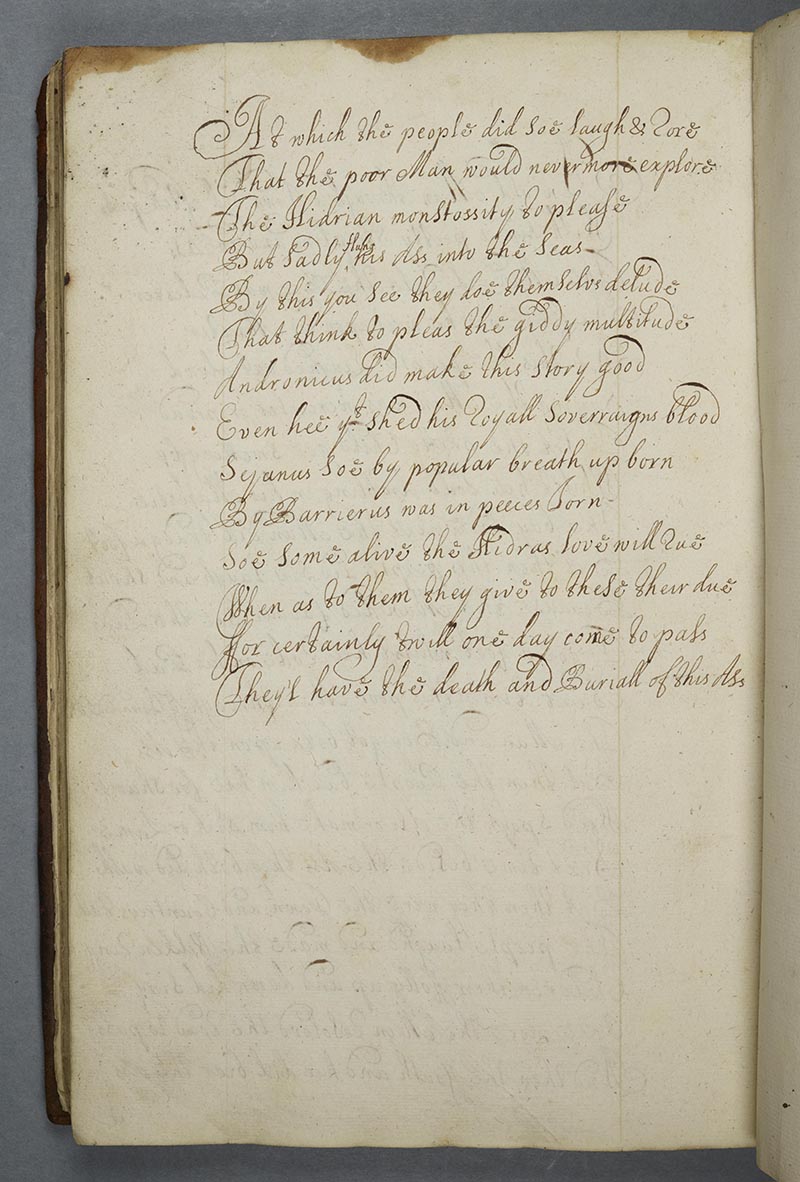 At which the people did soe laugh & Rore
That the poor Man would nevermore explore
The Hidrian monstossity to please
But sadly flung his Ass into the Seas
By this you see they doe themselvs delude
That think to pleas the giddy multitude
Andronicus did make this story good
Even hee yt shed his Royall Soverraigns blood
Sejanus soe by popular breath up born
By Barrierus was in peeces Torn
Soe some alive the Hidras love will Rue
When as to them they give to these their due
ffor certainly 'twill one day come to pass
They'l have the death and Buriall of this Ass